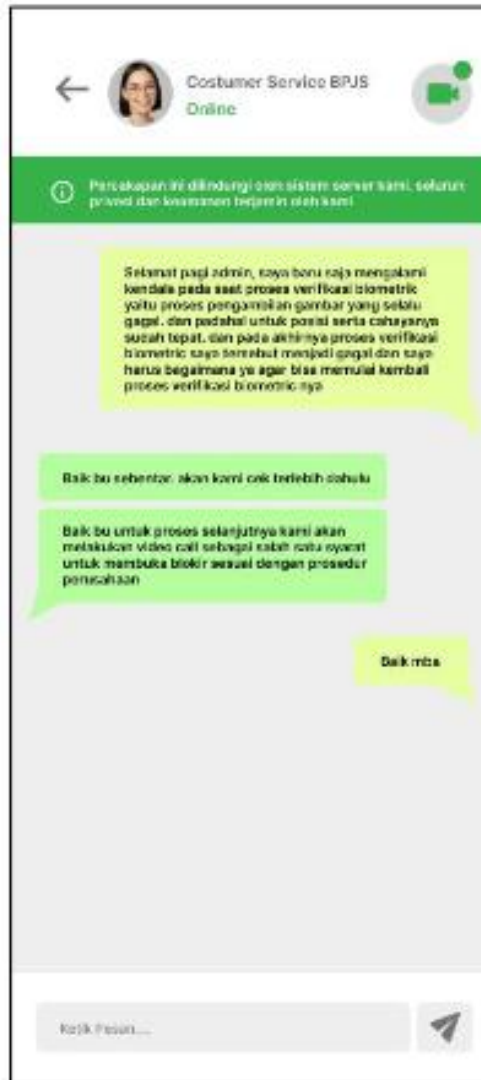 Costumer Service BPJS
Online
Percakapan ini dilindungi oleh sistem server kami, seluruh
privasi dan keamanan terjamin oleh kami
Selamat pagi admin, saya baru saja mengalami
kendala pada saat proses verifikasi biometrik
yaitu proses pengambilan gambar yang selalu
gagal. dan padahal untuk posisi serta cahayanya
sudah tepat. dan pada akhirnya proses verifikasi
biometric saya tersebut menjadi gagal dan saya
harus bagaimana ya agar bisa memulai kembali
proses verifikasi biometric nya
Baik bu sebentar. akan kami cek terlebih dahulu
Baik bu untuk proses selanjutnya kami akan
melakukan video call sebagai salah satu syarat
untuk membuka blokir sesuai dengan prosedur
perusahaan
Baik mba
Ketik Pesan....